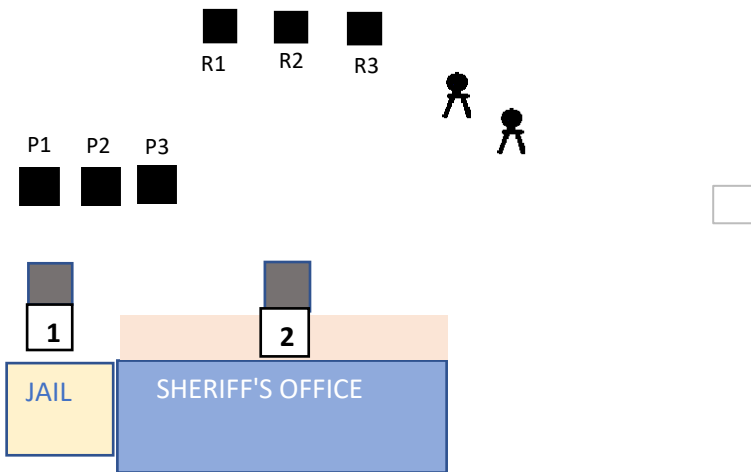 R1 R2 R3
P1 P2 P3
1 2
JAIL SHERIFF'S OFFICE